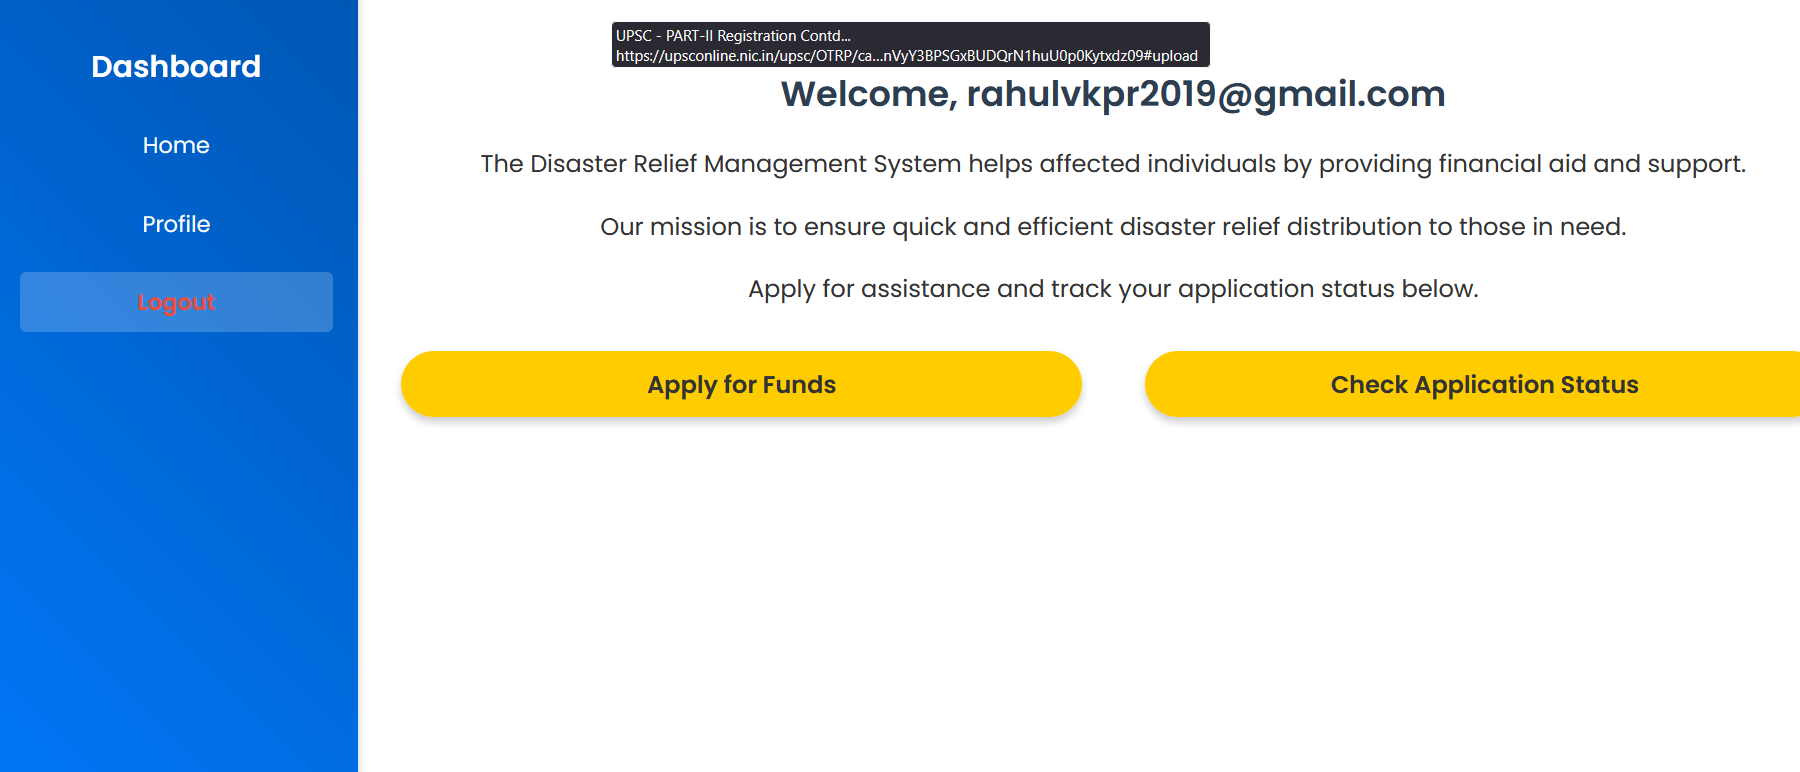 UPSC - PART-II Registration Contd...
https://upsconline.nic.in/upsc/OTRP/ca...nVyY3BPSGxBUDQrN1huU0p0Kytxdz09#upload
Dashboard
Home
Profile
Logout
Welcome, rahulvkpr2019@gmail.com
The Disaster Relief Management System helps affected individuals by providing financial aid and support.
Our mission is to ensure quick and efficient disaster relief distribution to those in need.
Apply for assistance and track your application status below.
Apply for Funds
Check Application Status